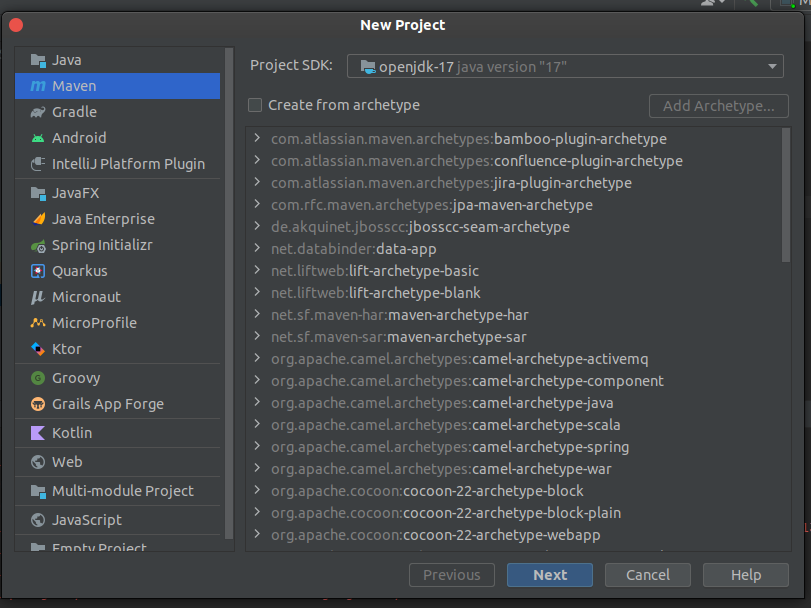 New Project
Java
Maven
Gradle
Android
IntelliJ Platform Plugin
JavaFX
Java Enterprise
Spring Initializr
Quarkus
Micronaut
MicroProfile
Ktor
Groovy
Grails App Forge
Kotlin
Web
Multi-module Project
JavaScript
Empty Project
Project SDK: openjdk-17 java version "17"
Create from archetype
Add Archetype...
com.atlassian.maven.archetypes:bamboo-plugin-archetype
com.atlassian.maven.archetypes:confluence-plugin-archetype
com.atlassian.maven.archetypes:jira-plugin-archetype
com.rfc.maven.archetypes:jpa-maven-archetype
de.akquinet.jbosscc:jbosscc-seam-archetype
net.databinder:data-app
net.liftweb:lift-archetype-basic
net.liftweb:lift-archetype-blank
net.sf.maven-har:maven-archetype-har
net.sf.maven-sar:maven-archetype-sar
org.apache.camel.archetypes:camel-archetype-activemq
org.apache.camel.archetypes:camel-archetype-component
org.apache.camel.archetypes:camel-archetype-java
org.apache.camel.archetypes:camel-archetype-scala
org.apache.camel.archetypes:camel-archetype-spring
org.apache.camel.archetypes:camel-archetype-war
org.apache.cocoon:cocoon-22-archetype-block
org.apache.cocoon:cocoon-22-archetype-block-plain
org.apache.cocoon:cocoon-22-archetype-webapp
Previous
Next
Cancel
Help